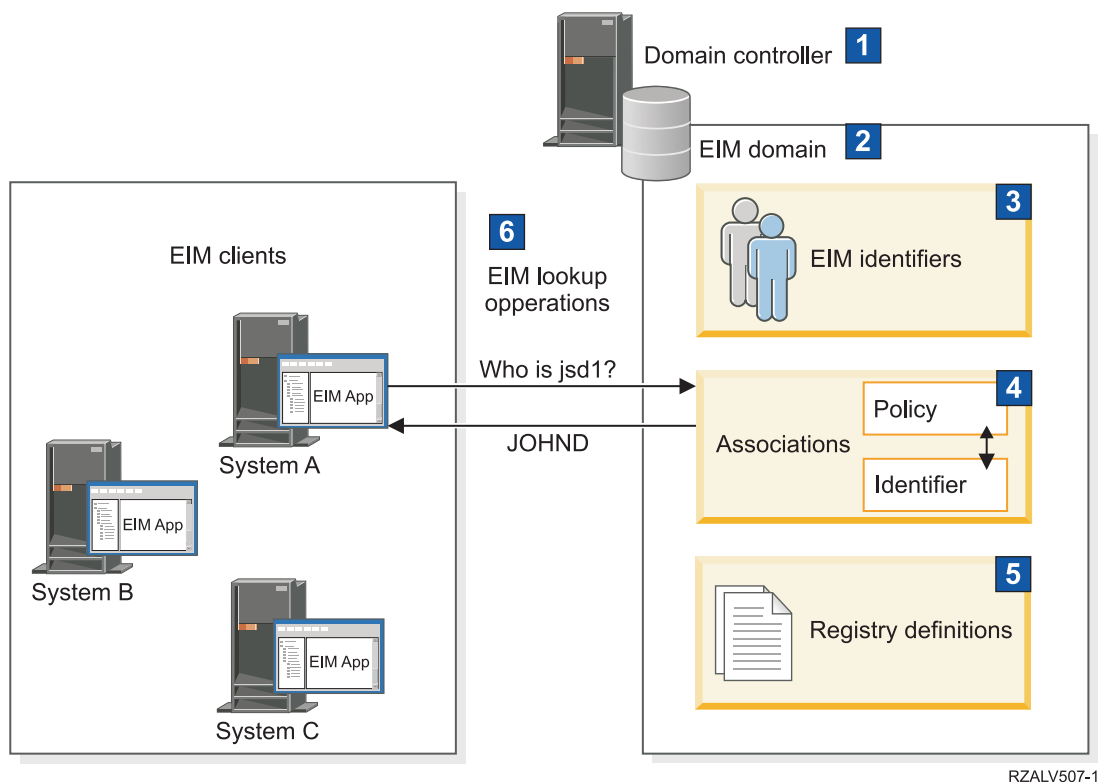 Domain controller 1
EIM domain 2
3
EIM identifiers
EIM clients
6
EIM lookup
opperations
Who is jsd1?
JOHND
4
Policy
Associations
Identifier
EIM App
System A
EIM App
System B
5
Registry definitions
EIM App
System C
RZALV507-1